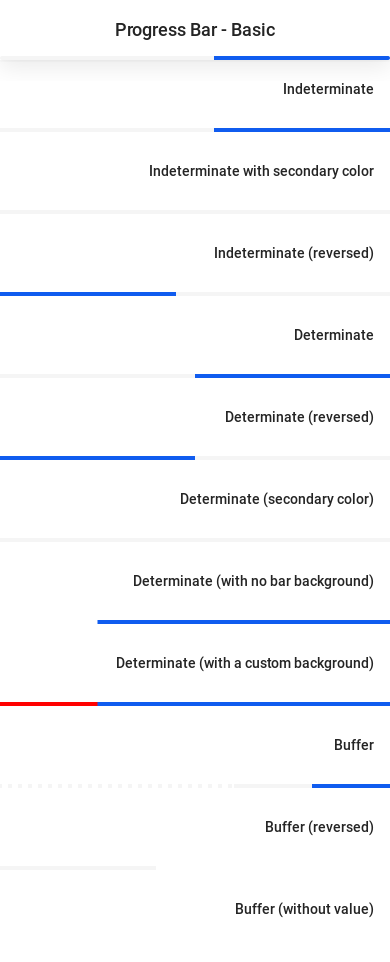 Progress Bar - Basic
Indeterminate
Indeterminate with secondary color
Indeterminate (reversed)
Determinate
Determinate (reversed)
Determinate (secondary color)
Determinate (with no bar background)
Determinate (with a custom background)
Buffer
Buffer (reversed)
Buffer (without value)